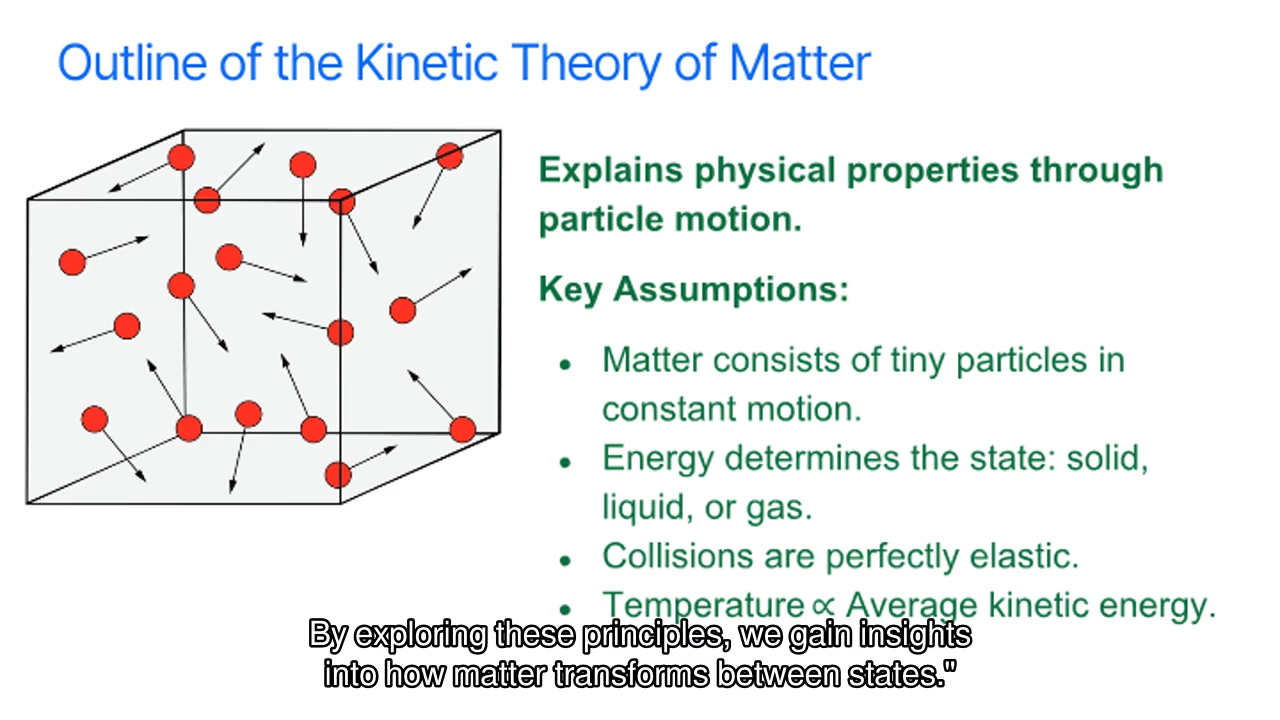 Outline of the Kinetic Theory of Matter
Explains physical properties through
particle motion.
Key Assumptions:
• Matter consists of tiny particles in
constant motion.
• Energy determines the state: solid,
liquid, or gas.
• Collisions are perfectly elastic.
• Temperature ∝ Average kinetic energy.
By exploring these principles, we gain insights
into how matter transforms between states."